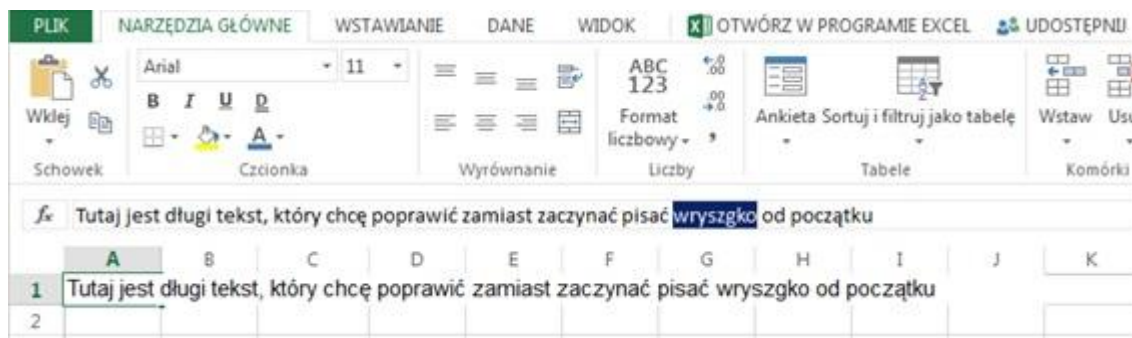 PLIK NARZĘDZIA GŁÓWNE WSTAWIANIE DANE WIDOK OTWÓRZ W PROGRAMIE EXCEL UDOSTĘPNIJ
Arial 11 ABC
123
B I U D
Wklej Format liczbowy Ankieta Sortuj i filtruj jako tabelę Wstaw Usu
Schowek Czcionka Wyrównanie Liczby Tabele Komórki
fx Tutaj jest długi tekst, który chcę poprawić zamiast zaczynać pisać wryszgko od początku
A B C D E F G H I J K
1 Tutaj jest długi tekst, który chcę poprawić zamiast zaczynać pisać wryszgko od początku
2